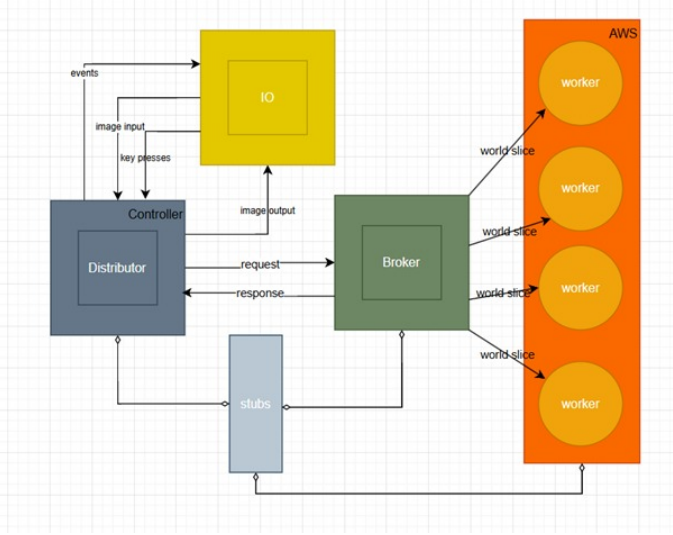 AWS
worker
events
IO
image input
key presses
world slice
worker
Controller
image output
world slice
Distributor
request
Broker
response
world slice
worker
world slice
stubs
worker